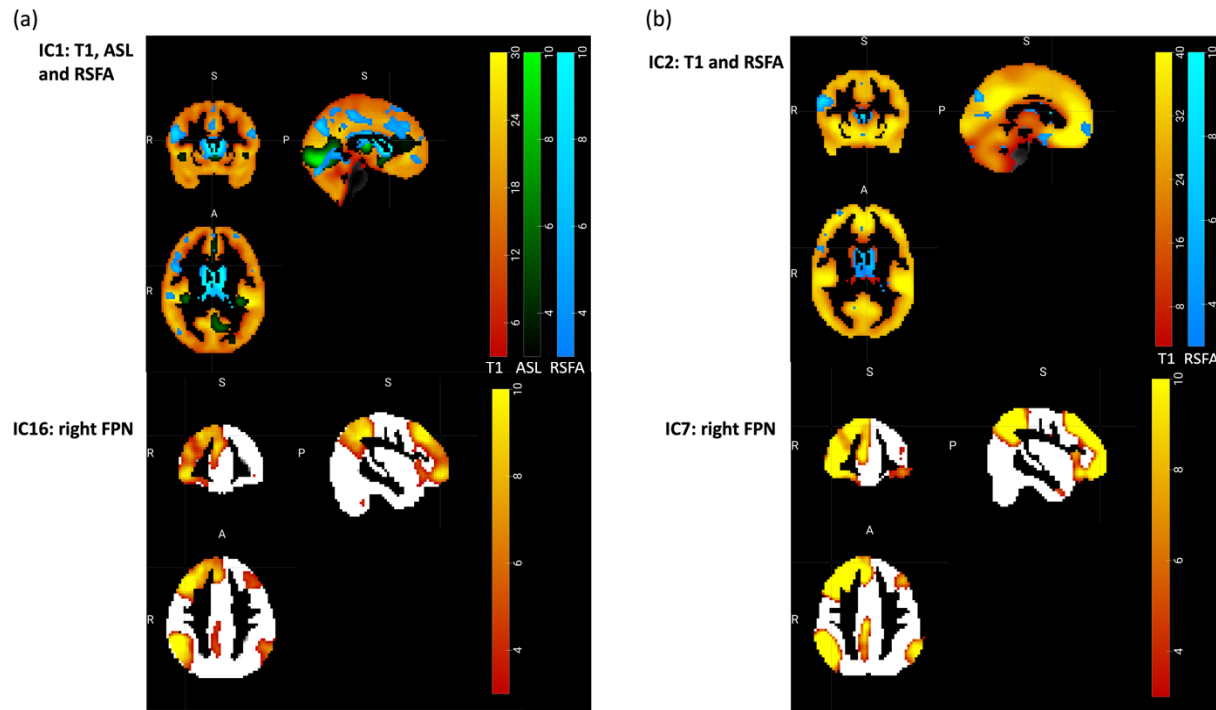 (a)
IC1: T1, ASL
and RSFA
S
S
R
P
A
R
30
24
18
12
6
10
8
6
4
10
8
6
4
T1 ASL RSFA
IC16: right FPN
S
S
R
P
A
R
10
8
6
4
(b)
IC2: T1 and RSFA
S
S
R
P
A
R
40
32
24
16
8
10
8
6
4
T1 RSFA
IC7: right FPN
S
S
R
P
A
R
10
8
6
4